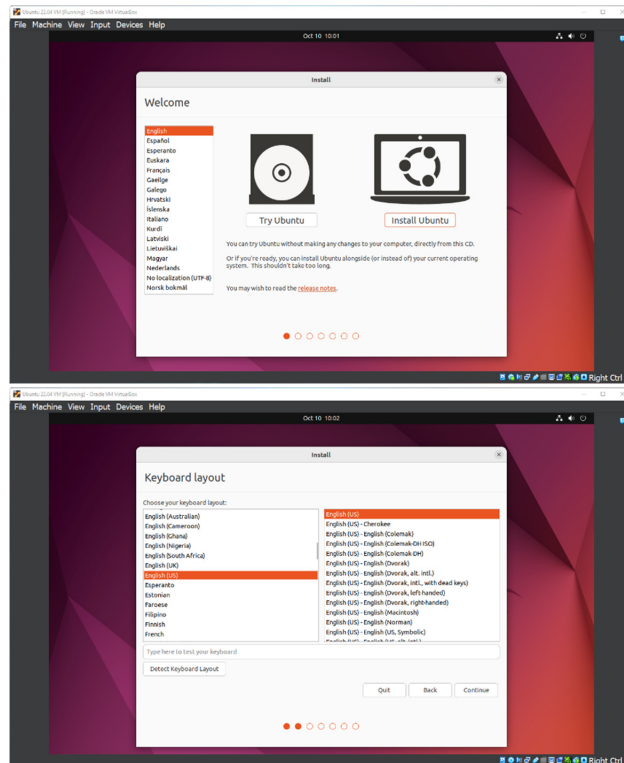 Ubuntu 22.04 VM [Running] - Oracle VM VirtualBox
File Machine View Input Devices Help
Oct 10 10:01
Install
Welcome
English
Español
Esperanto
Euskara
Français
Gaeilge
Galego
Hrvatski
Íslenska
Italiano
Kurdî
Latviski
Lietuviškai
Magyar
Nederlands
No localization (UTF-8)
Norsk bokmål
Try Ubuntu
Install Ubuntu
You can try Ubuntu without making any changes to your computer, directly from this CD.
Or if you're ready, you can install Ubuntu alongside (or instead of) your current operating
system. This shouldn't take too long.
You may wish to read the release notes.
Right Ctrl
Ubuntu 22.04 VM [Running] - Oracle VM VirtualBox
File Machine View Input Devices Help
Oct 10 10:02
Install
Keyboard layout
Choose your keyboard layout:
English (Australian)
English (Cameroon)
English (Ghana)
English (Nigeria)
English (South Africa)
English (UK)
English (US)
Esperanto
Estonian
Faroese
Filipino
Finnish
French
English (US)
English (US) - Cherokee
English (US) - English (Colemak)
English (US) - English (Colemak-DH ISO)
English (US) - English (Colemak-DH)
English (US) - English (Dvorak)
English (US) - English (Dvorak, alt. intl.)
English (US) - English (Dvorak, intl., with dead keys)
English (US) - English (Dvorak, left-handed)
English (US) - English (Dvorak, right-handed)
English (US) - English (Macintosh)
English (US) - English (Norman)
English (US) - English (US, Symbolic)
English (US) - English (US, alt. intl.)
Type here to test your keyboard
Detect Keyboard Layout
Quit
Back
Continue
Right Ctrl